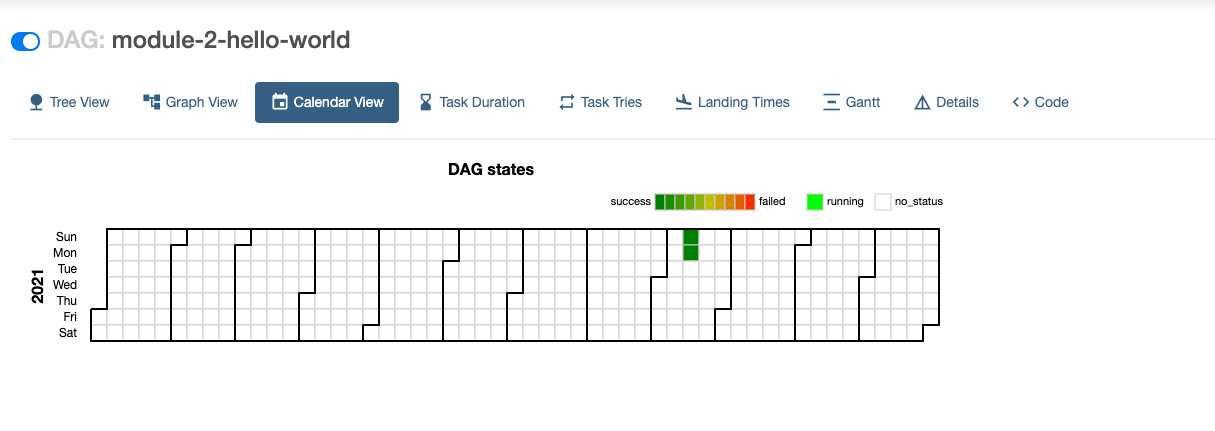 DAG: module-2-hello-world
Tree View Graph View Calendar View Task Duration Task Tries Landing Times Gantt Details Code
DAG states
success failed running no_status
2021
Sun
Mon
Tue
Wed
Thu
Fri
Sat